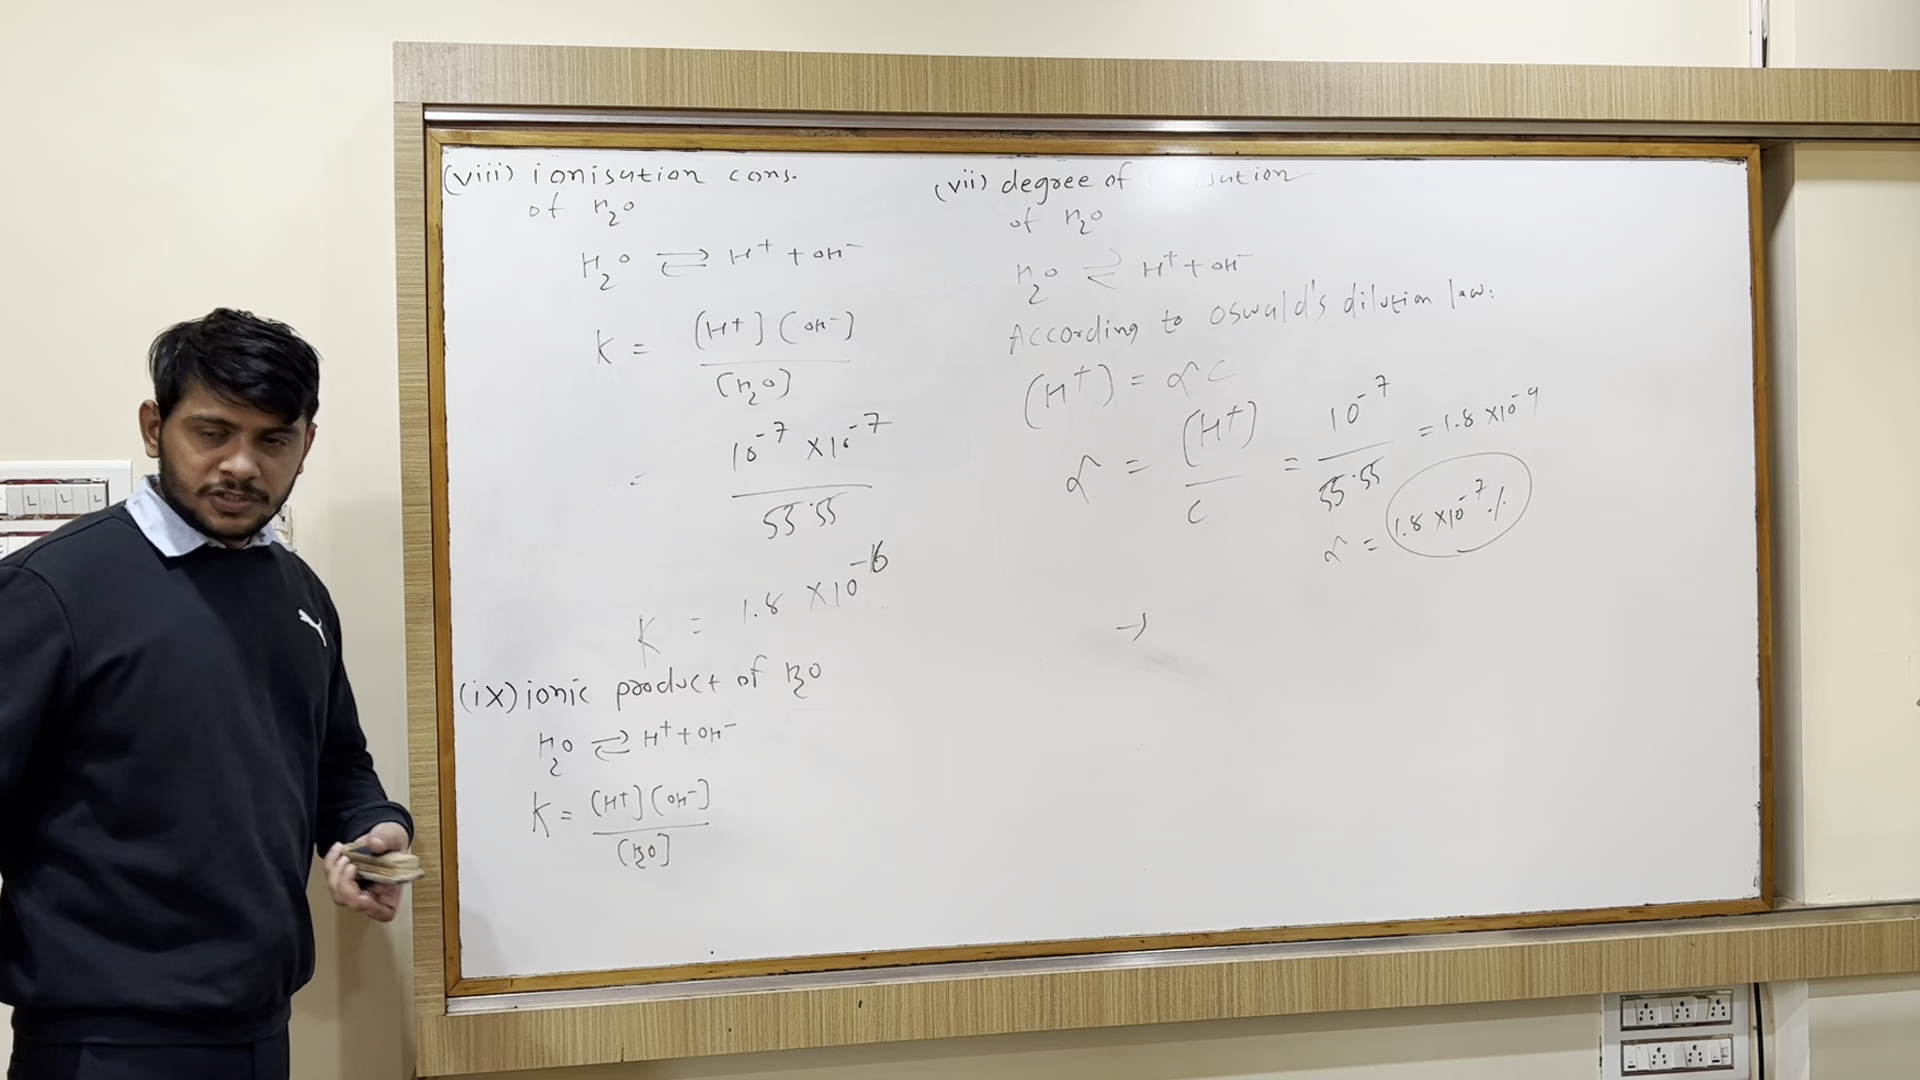 (viii) ionisation cons.
of H₂O
H₂O ⇌ H⁺ + OH⁻
K = (H⁺] (OH⁻) / (H₂O)
= 10⁻⁷ × 10⁻⁷ / 55.55
K = 1.8 × 10⁻¹⁶
(ix) ionic product of H₂O
H₂O ⇌ H⁺ + OH⁻
K = (H⁺] (OH⁻] / (H₂O]
(vii) degree of isation
of H₂O
H₂O ⇌ H⁺ + OH⁻
According to Oswald's dilution law:
(H⁺) = αC
α = (H⁺) / C = 10⁻⁷ / 55.55 = 1.8 × 10⁻⁹
α = 1.8 × 10⁻⁷ %
→